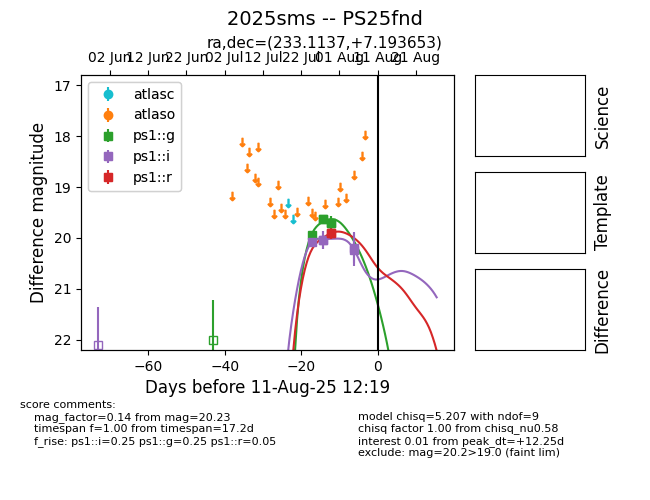 2025sms -- PS25fnd
ra,dec=(233.1137,+7.193653)
02 Jun 12 Jun 22 Jun 02 Jul 12 Jul 22 Jul 01 Aug 11 Aug 21 Aug
atlasc
atlaso
ps1::g
ps1::i
ps1::r
17
18
19
20
21
22
Difference magnitude
−60 −40 −20 0
Days before 11-Aug-25 12:19
Science
Template
Difference
score comments:
mag_factor=0.14 from mag=20.23
timespan f=1.00 from timespan=17.2d
f_rise: ps1::i=0.25 ps1::g=0.25 ps1::r=0.05
model chisq=5.207 with ndof=9
chisq factor 1.00 from chisq_nu0.58
interest 0.01 from peak_dt=+12.25d
exclude: mag=20.2>19.0 (faint lim)